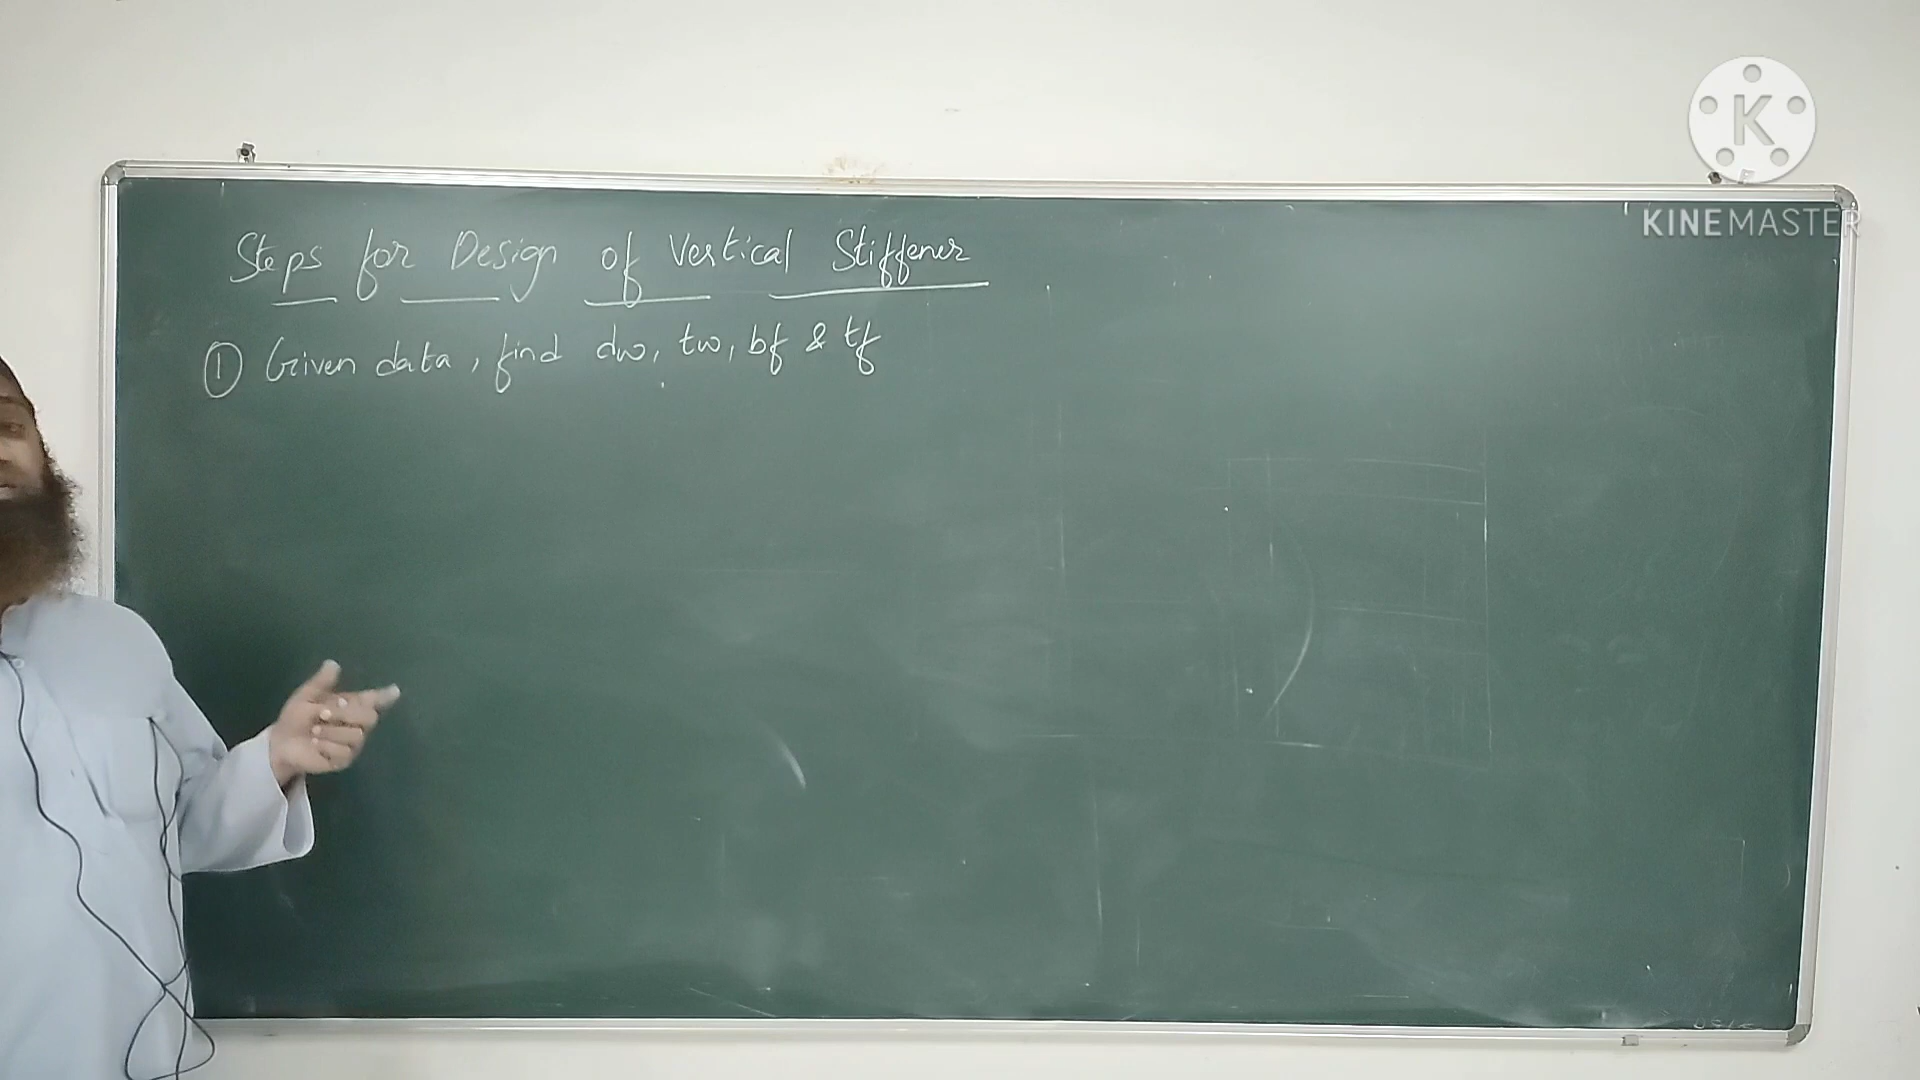 Steps for Design of Vertical Stiffener
① Given data, find dw, tw, bf & tf
K
KINEMASTER